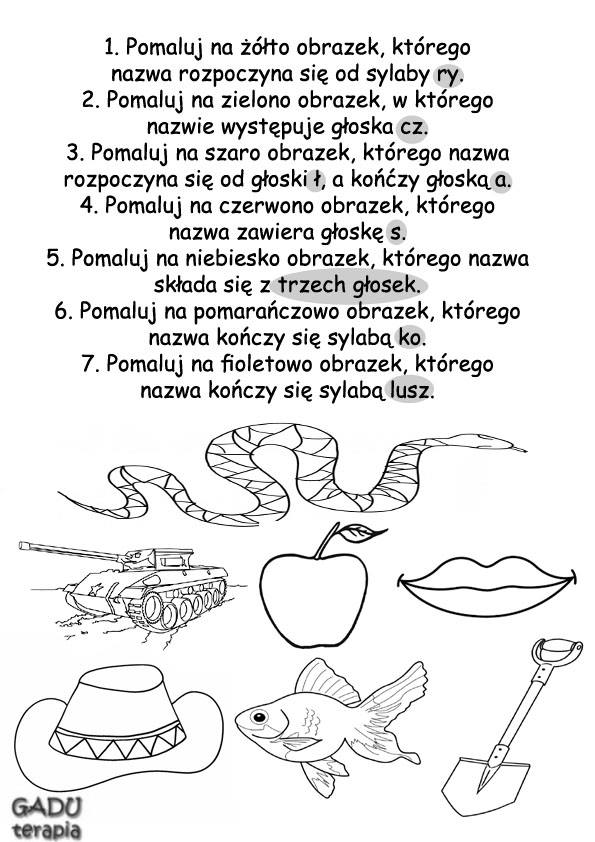 1. Pomaluj na żółto obrazek, którego
nazwa rozpoczyna się od sylaby ry.
2. Pomaluj na zielono obrazek, w którego
nazwie występuje głoska cz.
3. Pomaluj na szaro obrazek, którego nazwa
rozpoczyna się od głoski ł, a końćzy głoską a.
4. Pomaluj na czerwono obrazek, którego
nazwa zawiera głoskę s.
5. Pomaluj na niebiesko obrazek, którego nazwa
składa się z trzech głosek.
6. Pomaluj na pomarańczowo obrazek, którego
nazwa kończy się sylabą ko.
7. Pomaluj na fioletowo obrazek, którego
nazwa kończy się sylabą lusz.
GADU
terapia